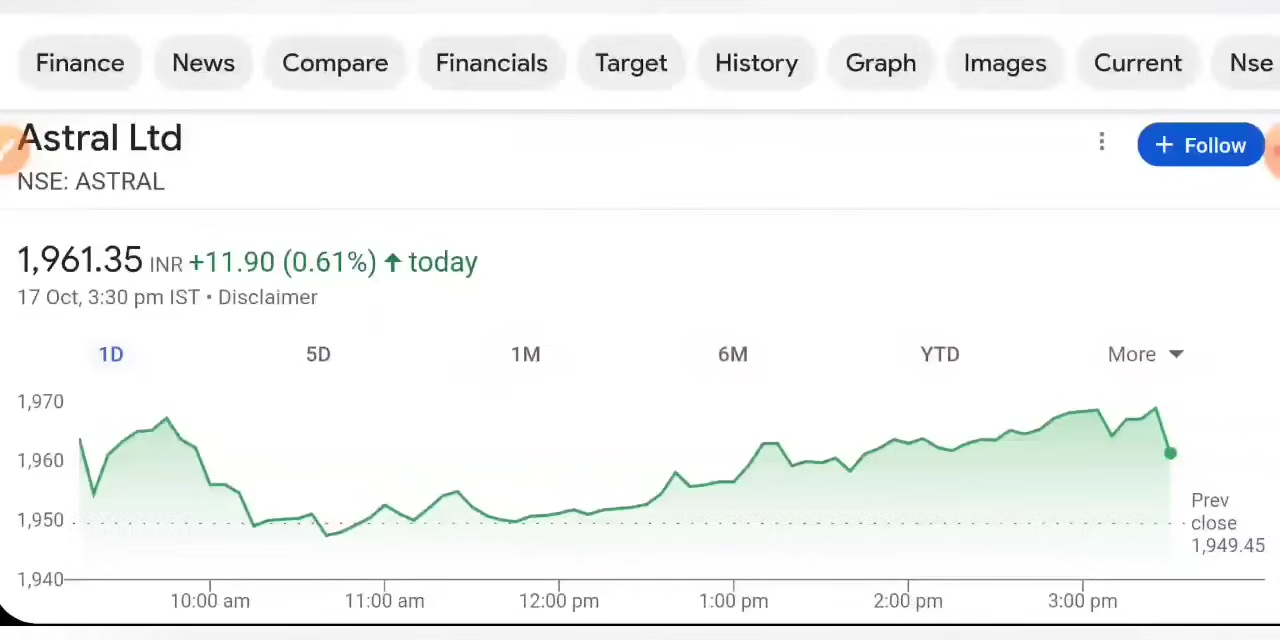 Finance News Compare Financials Target History Graph Images Current Nse
Astral Ltd
+ Follow
NSE: ASTRAL
1,961.35 INR +11.90 (0.61%) ↑ today
17 Oct, 3:30 pm IST • Disclaimer
1D 5D 1M 6M YTD More
1,970
1,960
1,950
1,940
Prev
close
1,949.45
10:00 am 11:00 am 12:00 pm 1:00 pm 2:00 pm 3:00 pm